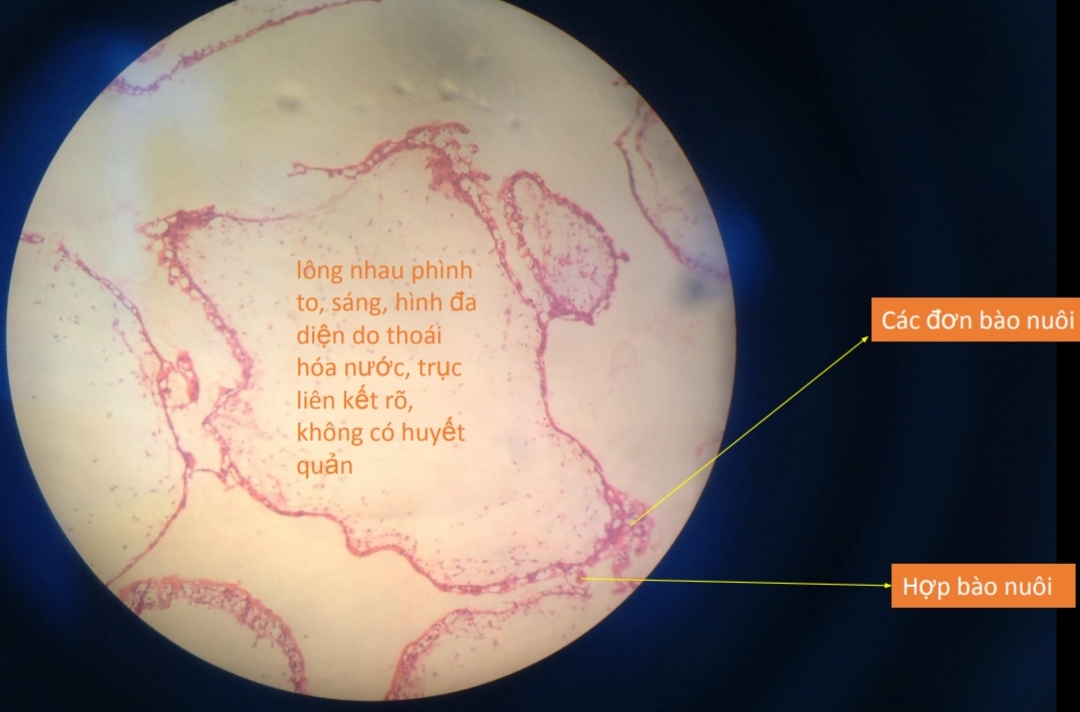 lông nhau phình
to, sáng, hình đa
diện do thoái
hóa nước, trục
liên kết rõ,
không có huyết
quản
Các đơn bào nuôi
Hợp bào nuôi